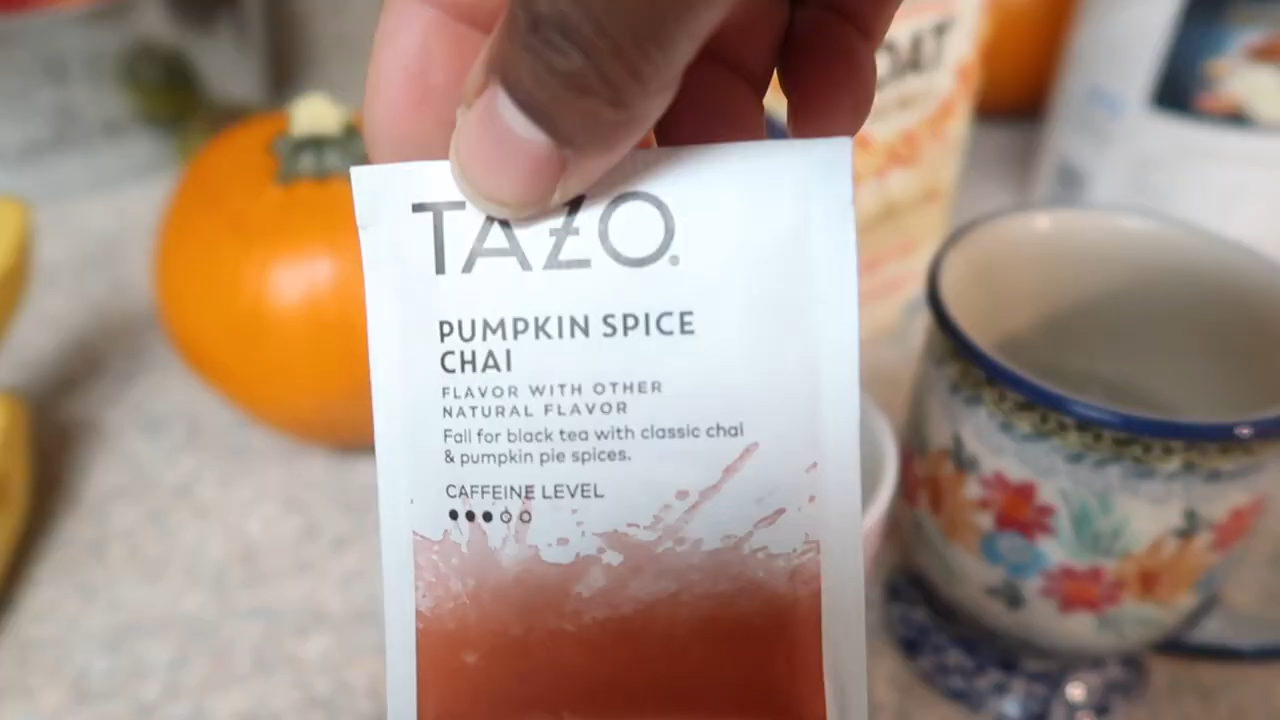 TAZO.
PUMPKIN SPICE
CHAI
FLAVOR WITH OTHER
NATURAL FLAVOR
Fall for black tea with classic chai
& pumpkin pie spices.
CAFFEINE LEVEL